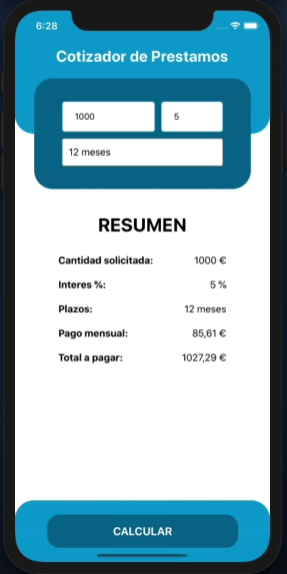 6:28
Cotizador de Prestamos
1000 5
12 meses
RESUMEN
Cantidad solicitada: 1000 €
Interes %: 5 %
Plazos: 12 meses
Pago mensual: 85,61 €
Total a pagar: 1027,29 €
CALCULAR